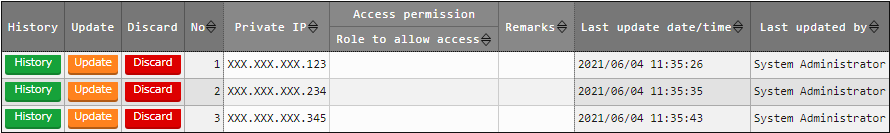 History Update Discard No Private IP Access permission Remarks Last update date/time Last updated by
Role to allow access
History Update Discard 1 XXX.XXX.XXX.123 2021/06/04 11:35:26 System Administrator
History Update Discard 2 XXX.XXX.XXX.234 2021/06/04 11:35:35 System Administrator
History Update Discard 3 XXX.XXX.XXX.345 2021/06/04 11:35:43 System Administrator